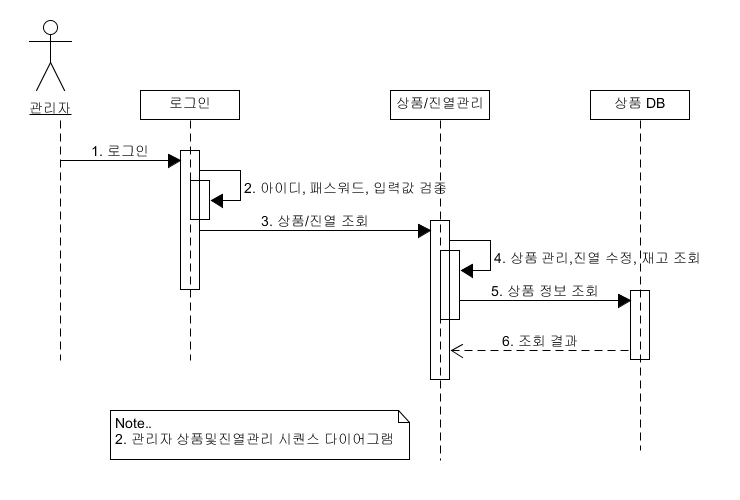 관리자
로그인
상품/진열관리
상품 DB
1. 로그인
2. 아이디, 패스워드, 입력값 검증
3. 상품/진열 조회
4. 상품 관리,진열 수정, 재고 조회
5. 상품 정보 조회
6. 조회 결과
Note..
2. 관리자 상품및진열관리 시퀀스 다이어그램